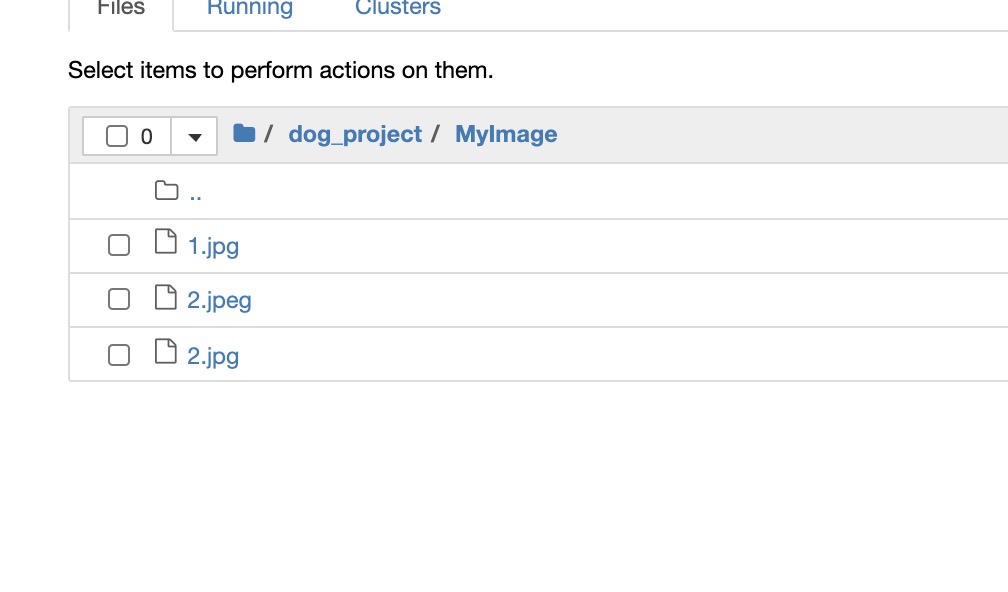 Files Running Clusters
Select items to perform actions on them.
0 / dog_project / MyImage
..
1.jpg
2.jpeg
2.jpg